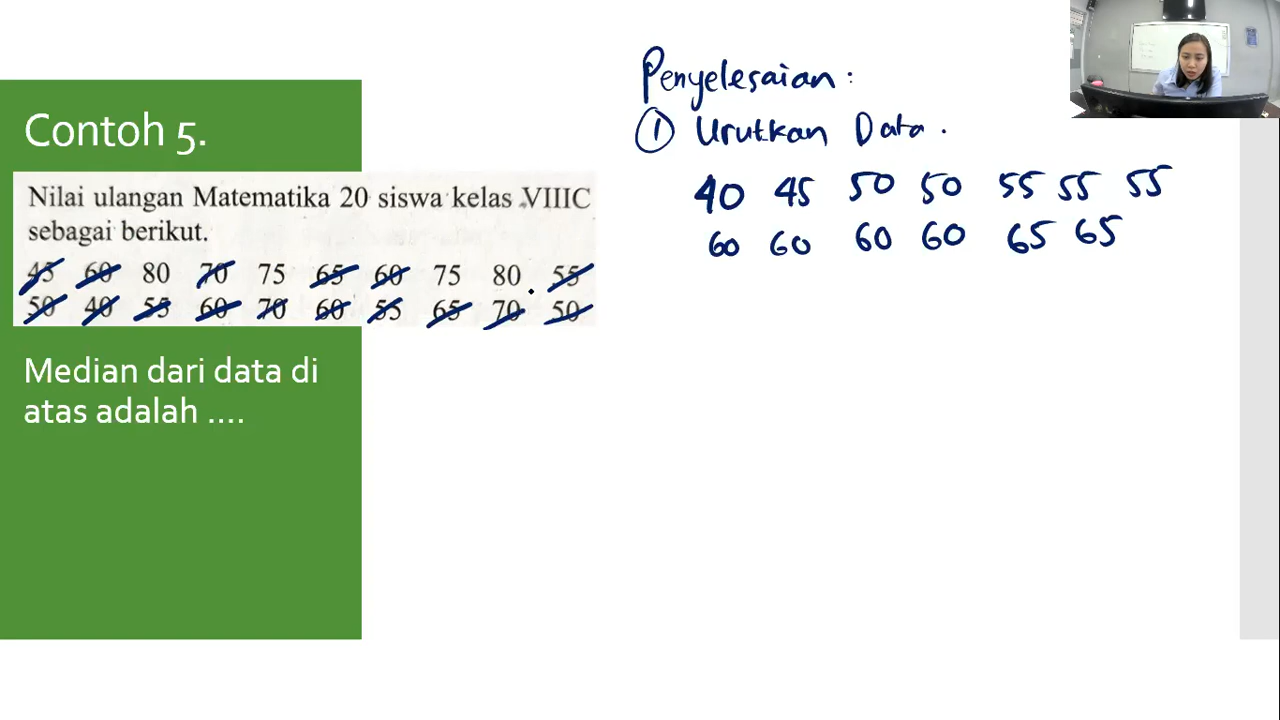 Contoh 5.
Nilai ulangan Matematika 20 siswa kelas VIIIC
sebagai berikut.
45 60 80 70 75 65 60 75 80 55
50 40 55 60 70 60 55 65 70 50
Median dari data di
atas adalah ....
Penyelesaian :
① Urutkan Data .
40 45 50 50 55 55 55
60 60 60 60 65 65